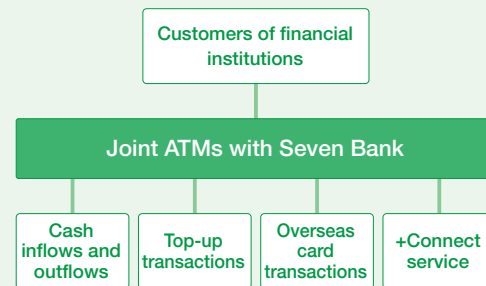 Customers of financial
institutions
Joint ATMs with Seven Bank
Cash
inflows and
outflows
Top-up
transactions
Overseas
card
transactions
+Connect
service